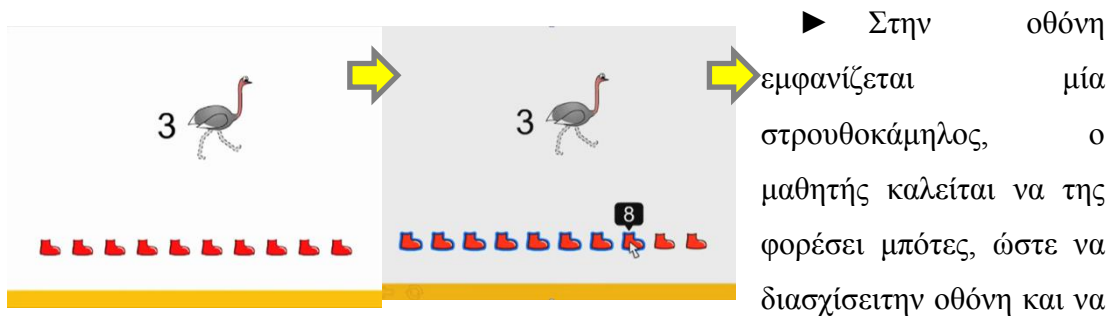 3
3
8
► Στην οθόνη
εμφανίζεται μία
στρουθοκάμηλος, ο
μαθητής καλείται να της
φορέσει μπότες, ώστε να
διασχίσειτην οθόνη και να